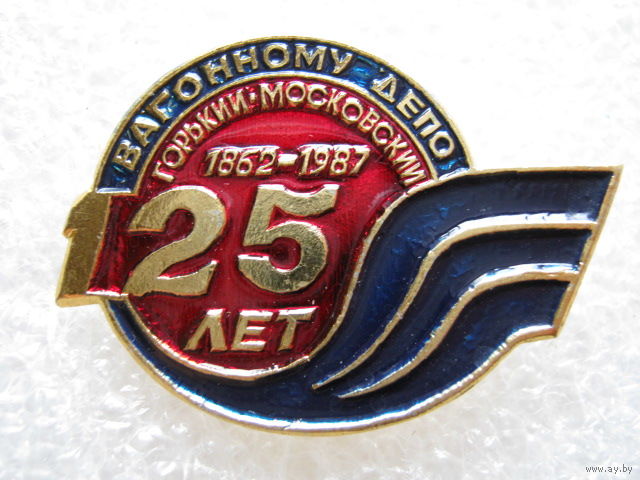 ВАГОННОМУ ДЕПО
ГОРЬКИЙ-МОСКОВСКИЙ
1862-1987
125
ЛЕТ
www.ay.by